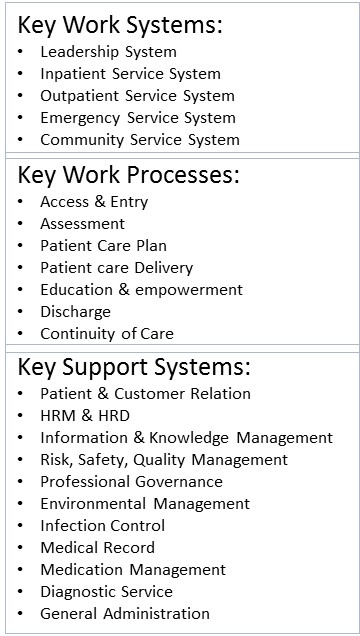 Key Work Systems:
• Leadership System
• Inpatient Service System
• Outpatient Service System
• Emergency Service System
• Community Service System
Key Work Processes:
• Access & Entry
• Assessment
• Patient Care Plan
• Patient care Delivery
• Education & empowerment
• Discharge
• Continuity of Care
Key Support Systems:
• Patient & Customer Relation
• HRM & HRD
• Information & Knowledge Management
• Risk, Safety, Quality Management
• Professional Governance
• Environmental Management
• Infection Control
• Medical Record
• Medication Management
• Diagnostic Service
• General Administration